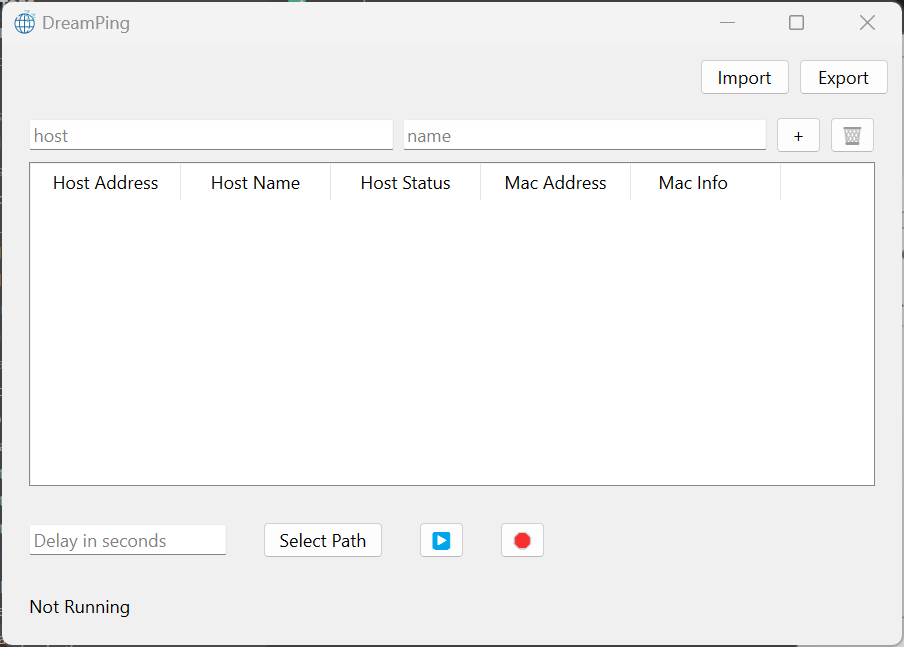 DreamPing
Import Export
host name +
Host Address Host Name Host Status Mac Address Mac Info
Delay in seconds Select Path
Not Running